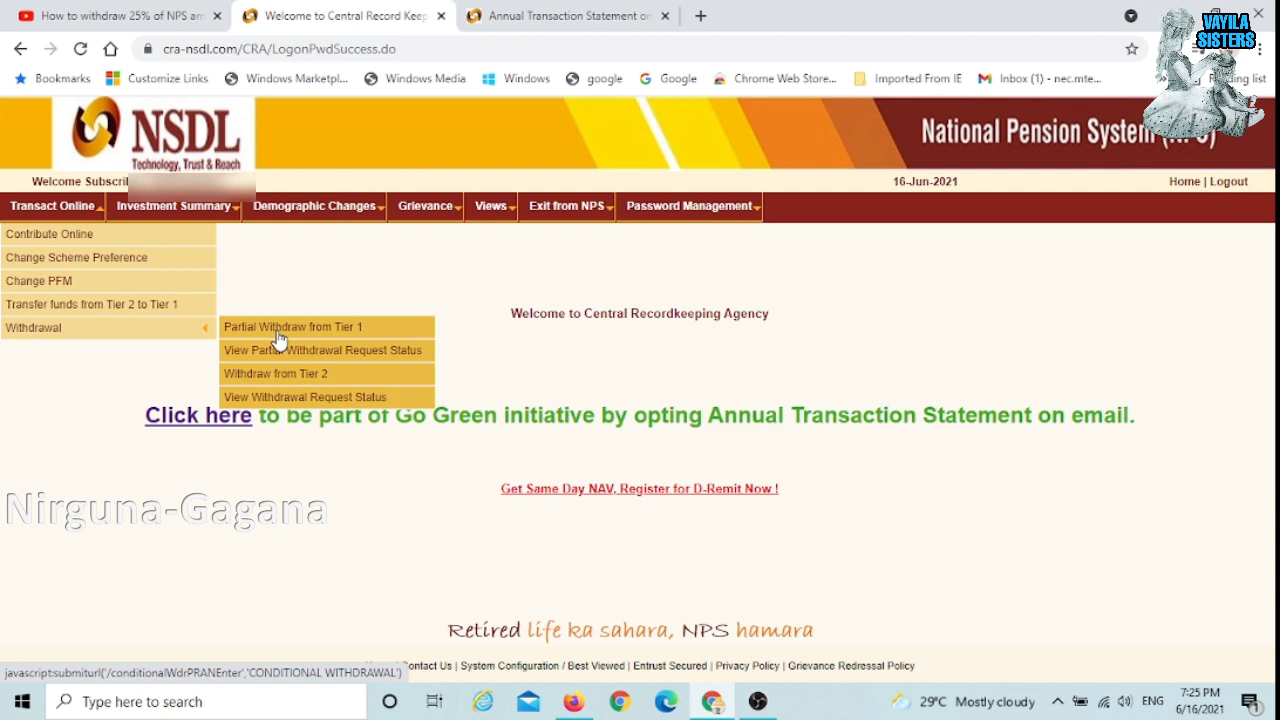 How to withdraw 25% of NPS am
Welcome to Central Record Keep
Annual Transaction Statement on
cra-nsdl.com/CRA/LogonPwdSuccess.do
Bookmarks Customize Links Windows Marketpl... Windows Media Windows google Google Chrome Web Store... Imported From IE Inbox (1) - nec.mte... » Reading list
VAYILA
SISTERS
NSDL
Technology, Trust & Reach
National Pension System (NPS)
Welcome Subscri
16-Jun-2021
Home | Logout
Transact Online Investment Summary Demographic Changes Grievance Views Exit from NPS Password Management
Contribute Online
Change Scheme Preference
Change PFM
Transfer funds from Tier 2 to Tier 1
Withdrawal
Partial Withdraw from Tier 1
View Partial Withdrawal Request Status
Withdraw from Tier 2
View Withdrawal Request Status
Welcome to Central Recordkeeping Agency
Click here to be part of Go Green initiative by opting Annual Transaction Statement on email.
Get Same Day NAV, Register for D-Remit Now !
Nirguna-Gagana
Retired life ka sahara, NPS hamara
javascript:submiturl('/conditionalWdrPRANEnter','CONDITIONAL WITHDRAWAL')
ontact Us | System Configuration / Best Viewed | Entrust Secured | Privacy Policy | Grievance Redressal Policy
Type here to search
29°C Mostly cloudy
ENG
7:25 PM
6/16/2021
1